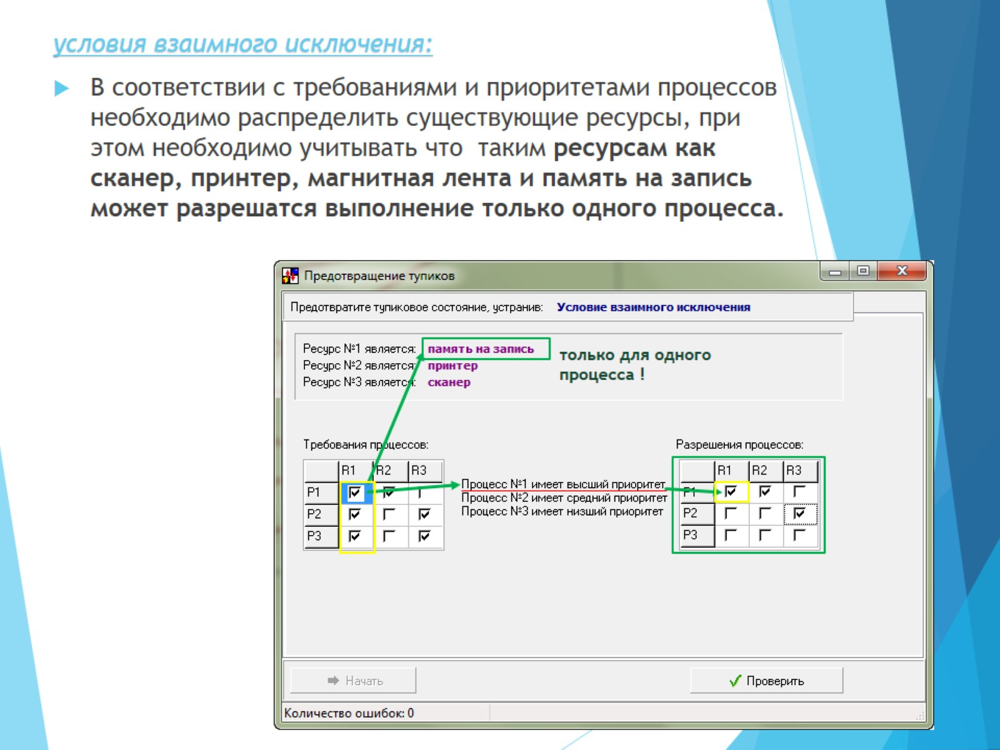 условия взаимного исключения:
В соответствии с требованиями и приоритетами процессов
необходимо распределить существующие ресурсы, при
этом необходимо учитывать что таким ресурсам как
сканер, принтер, магнитная лента и память на запись
может разрешатся выполнение только одного процесса.
Предотвращение тупиков
Предотвратите тупиковое состояние, устранив: Условие взаимного исключения
Ресурс №1 является: память на запись
Ресурс №2 является: принтер
Ресурс №3 является: сканер
только для одного
процесса !
Требования процессов:
R1 R2 R3
P1
P2
P3
Процесс №1 имеет высший приоритет
Процесс №2 имеет средний приоритет
Процесс №3 имеет низший приоритет
Разрешения процессов:
R1 R2 R3
P1
P2
P3
Начать
Проверить
Количество ошибок: 0